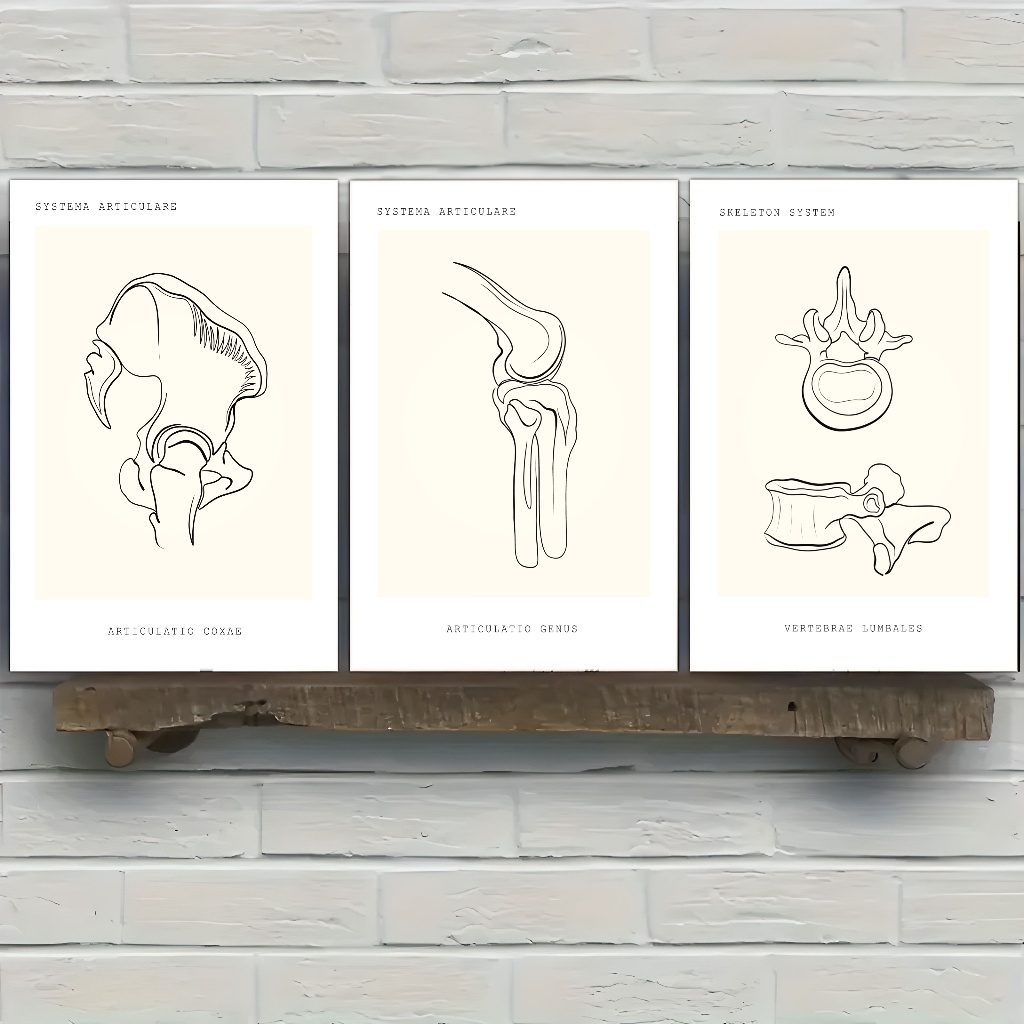 SYSTEMA ARTICULARE
ARTICULATIO COXAE
SYSTEMA ARTICULARE
ARTICULATIO GENUS
SKELETON SYSTEM
VERTEBRAE LUMBALES